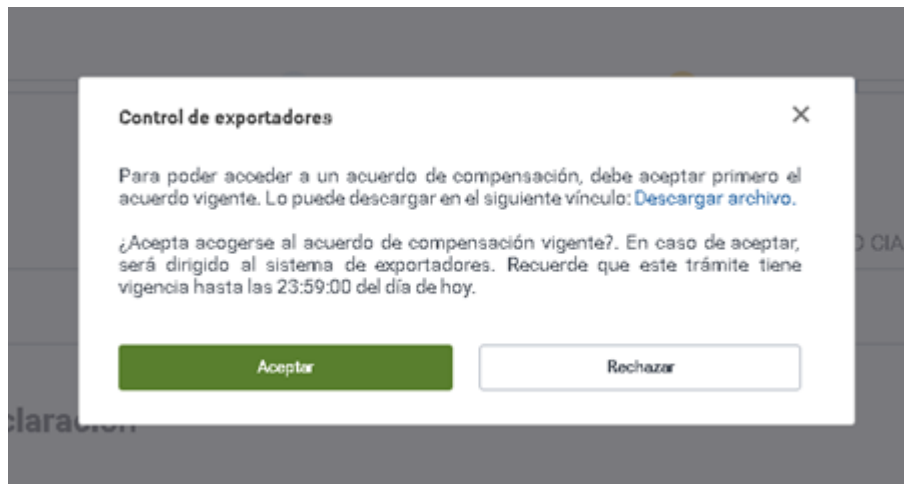 Control de exportadores
Para poder acceder a un acuerdo de compensación, debe aceptar primero el
acuerdo vigente. Lo puede descargar en el siguiente vínculo: Descargar archivo.
¿Acepta acogerse al acuerdo de compensación vigente?. En caso de aceptar,
será dirigido al sistema de exportadores. Recuerde que este trámite tiene
vigencia hasta las 23:59:00 del día de hoy.
Aceptar
Rechazar